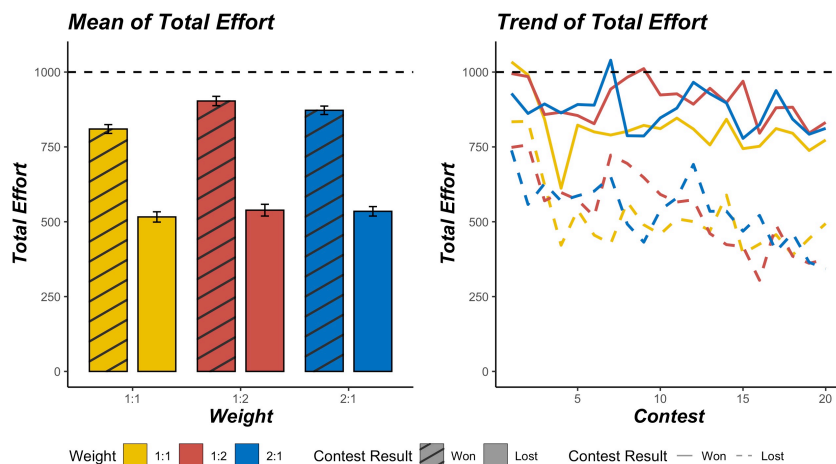 Mean of Total Effort
Total Effort
1000
750
500
250
0
1:1
1:2
2:1
Weight
Trend of Total Effort
Total Effort
1000
750
500
250
0
5
10
15
20
Contest
Weight 1:1 1:2 2:1 Contest Result Won Lost Contest Result Won Lost